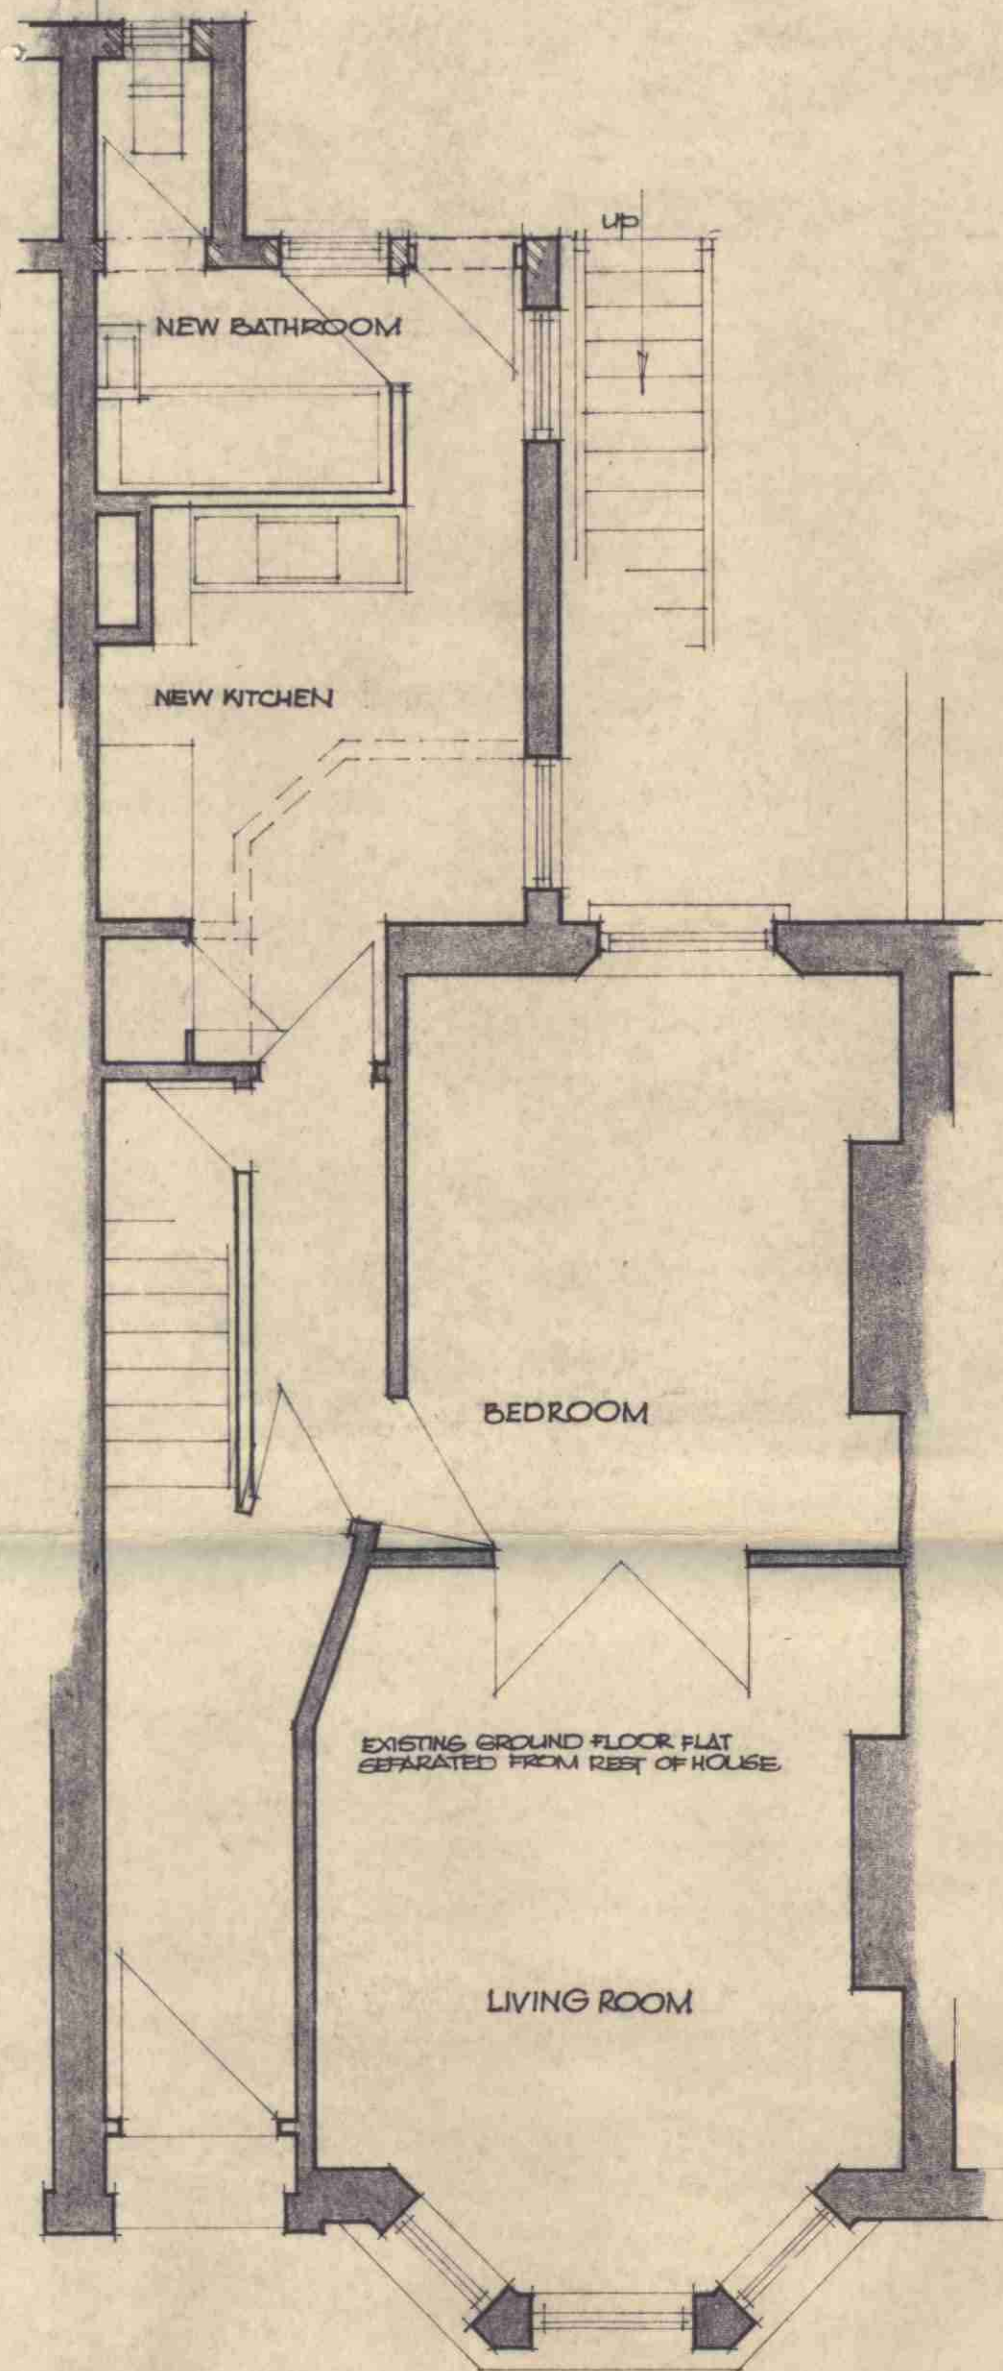 UP
NEW BATHROOM
NEW KITCHEN
BEDROOM
EXISTING GROUND FLOOR FLAT
SEPARATED FROM REST OF HOUSE
LIVING ROOM